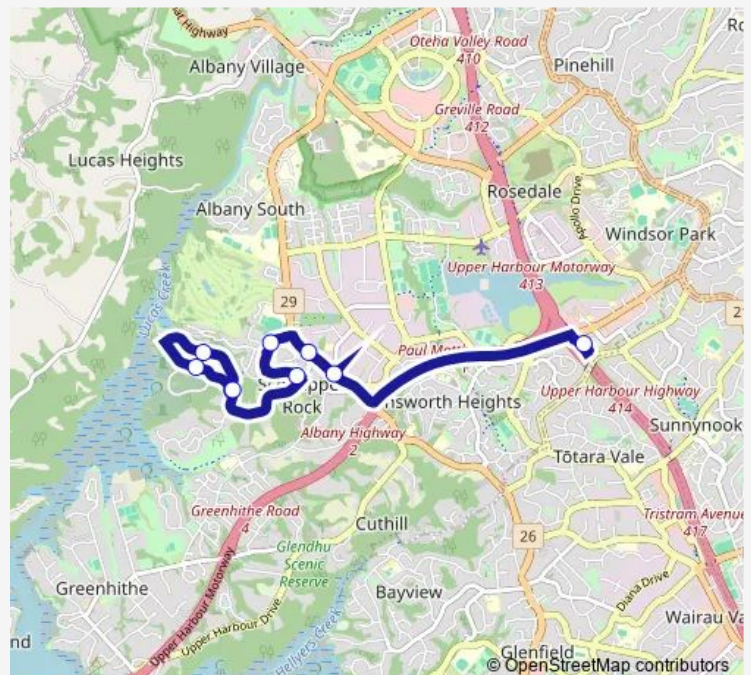 Oteha Valley Road
410
Albany Village
Pinehill
Greville Road
412
Lucas Heights
Rosedale
Albany South
Apollo Drive
Windsor Park
Upper Harbour Motorway
413
Lucas Creek
29
Paul
Rock
nsworth Heights
Upper Harbour Highway
414
Sunnynook
Albany Highway
2
Tōtara Vale
Greenhithe Road
4
Cuthill
Tristram Avenue
417
26
Glendhu
Scenic
Reserve
Greenhithe
Bayview
Diana Drive
Upper Harbour Motorway
Upper Harbour Drive
Hellyers Creek
Wairau Va
nd
Glenfield
© OpenStreetMap contributors